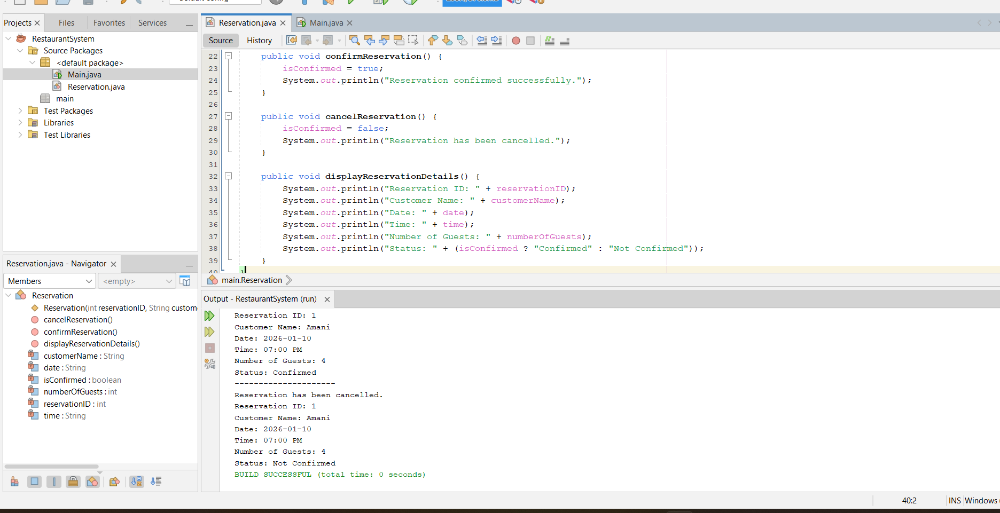 Projects Files Favorites Services
RestaurantSystem
Source Packages
<default package>
Main.java
Reservation.java
main
Test Packages
Libraries
Test Libraries
Reservation.java - Navigator
Members <empty>
Reservation
Reservation(int reservationID, String custom
cancelReservation()
confirmReservation()
displayReservationDetails()
customerName : String
date : String
isConfirmed : boolean
numberOfGuests : int
reservationID : int
time : String
Reservation.java Main.java
Source History
22 public void confirmReservation() {
23 isConfirmed = true;
24 System.out.println("Reservation confirmed successfully.");
25 }
26
27 public void cancelReservation() {
28 isConfirmed = false;
29 System.out.println("Reservation has been cancelled.");
30 }
31
32 public void displayReservationDetails() {
33 System.out.println("Reservation ID: " + reservationID);
34 System.out.println("Customer Name: " + customerName);
35 System.out.println("Date: " + date);
36 System.out.println("Time: " + time);
37 System.out.println("Number of Guests: " + numberOfGuests);
38 System.out.println("Status: " + (isConfirmed ? "Confirmed" : "Not Confirmed"));
39 }
40 }
main.Reservation
Output - RestaurantSystem (run)
Reservation ID: 1
Customer Name: Amani
Date: 2026-01-10
Time: 07:00 PM
Number of Guests: 4
Status: Confirmed
---------------------
Reservation has been cancelled.
Reservation ID: 1
Customer Name: Amani
Date: 2026-01-10
Time: 07:00 PM
Number of Guests: 4
Status: Not Confirmed
BUILD SUCCESSFUL (total time: 0 seconds)
40:2 INS Windows